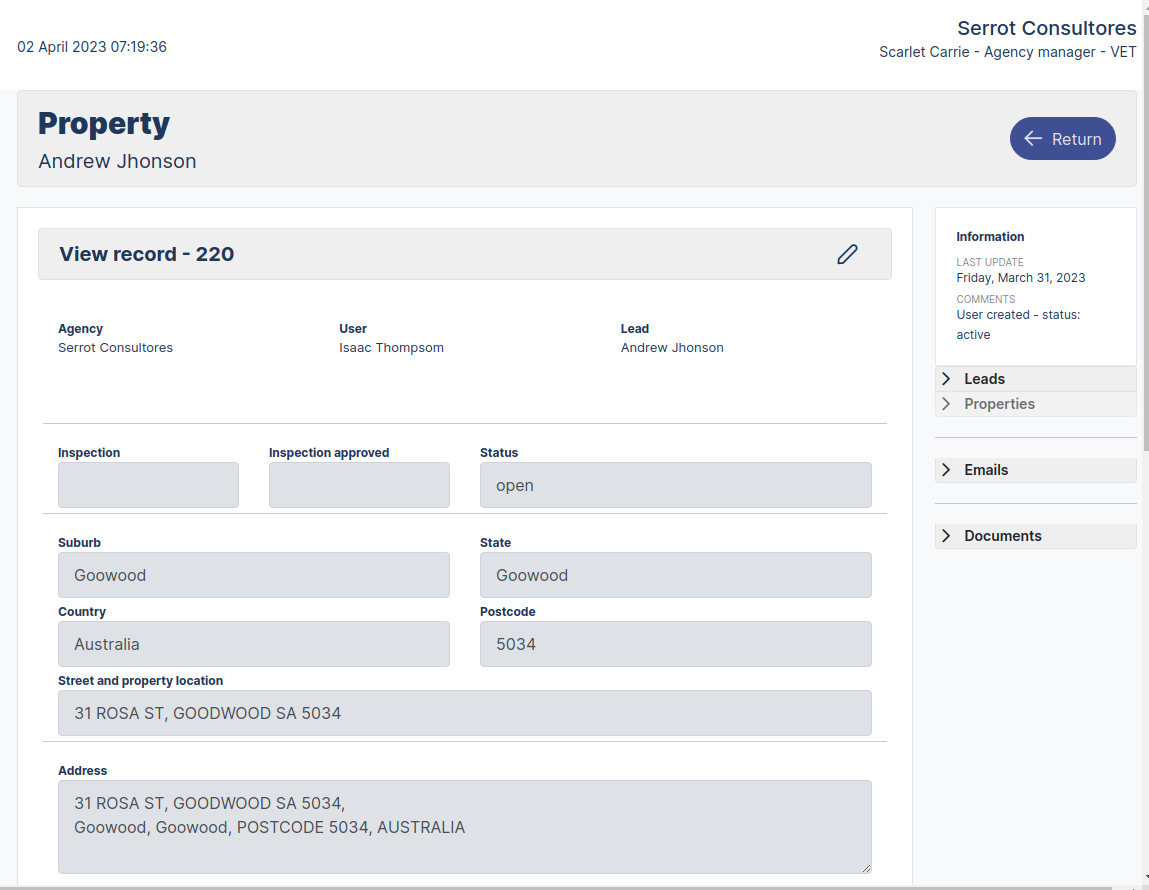 Serrot Consultores
02 April 2023 07:19:36
Scarlet Carrie - Agency manager - VET
Property
Andrew Jhonson
Return
View record - 220
Agency
User
Lead
Serrot Consultores
Isaac Thompsom
Andrew Jhonson
Inspection
Inspection approved
Status
open
Suburb
State
Goowood
Goowood
Country
Postcode
Australia
5034
Street and property location
31 ROSA ST, GOODWOOD SA 5034
Address
31 ROSA ST, GOODWOOD SA 5034,
Goowood, Goowood, POSTCODE 5034, AUSTRALIA
Information
LAST UPDATE
Friday, March 31, 2023
COMMENTS
User created - status:
active
Leads
Properties
Emails
Documents